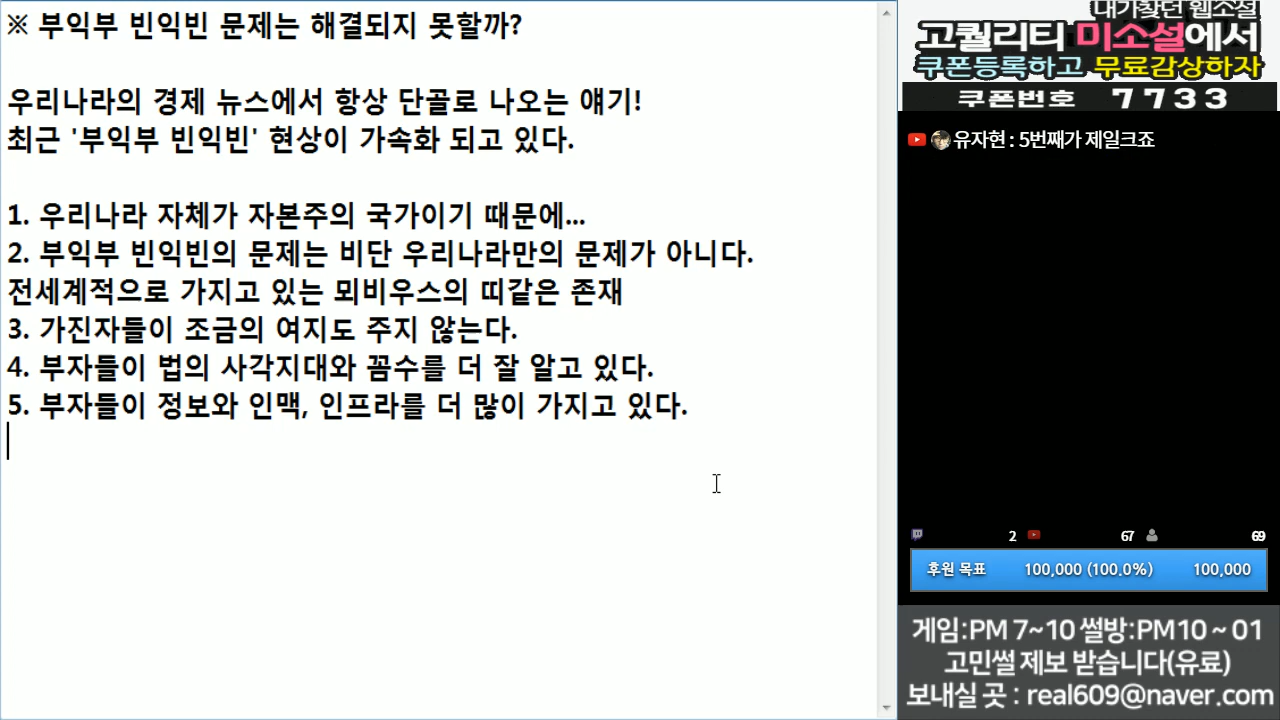 ※ 부익부 빈익빈 문제는 해결되지 못할까?
우리나라의 경제 뉴스에서 항상 단골로 나오는 얘기!
최근 '부익부 빈익빈' 현상이 가속화 되고 있다.
1. 우리나라 자체가 자본주의 국가이기 때문에...
2. 부익부 빈익빈의 문제는 비단 우리나라만의 문제가 아니다.
전세계적으로 가지고 있는 뫼비우스의 띠같은 존재
3. 가진자들이 조금의 여지도 주지 않는다.
4. 부자들이 법의 사각지대와 꼼수를 더 잘 알고 있다.
5. 부자들이 정보와 인맥, 인프라를 더 많이 가지고 있다.
내가찾던 웹소설
고퀄리티 미소설에서
쿠폰등록하고 무료감상하자
쿠폰번호 7733
유자현 : 5번째가 제일크죠
2 67 69
후원 목표 100,000 (100.0%) 100,000
게임:PM 7~10 썰방:PM10 ~ 01
고민썰 제보 받습니다(유료)
보내실 곳 : real609@naver.com